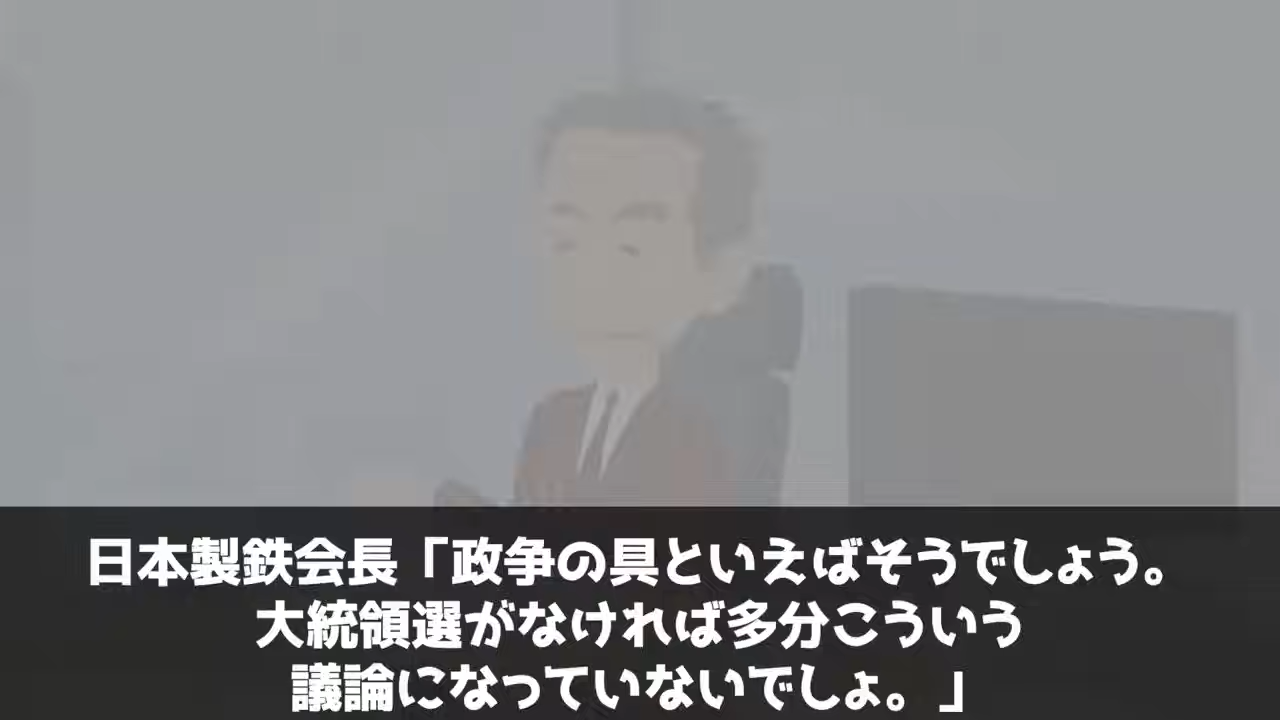 日本製鉄会長「政争の具といえばそうでしょう。
大統領選がなければ多分こういう
議論になっていないでしょ。」